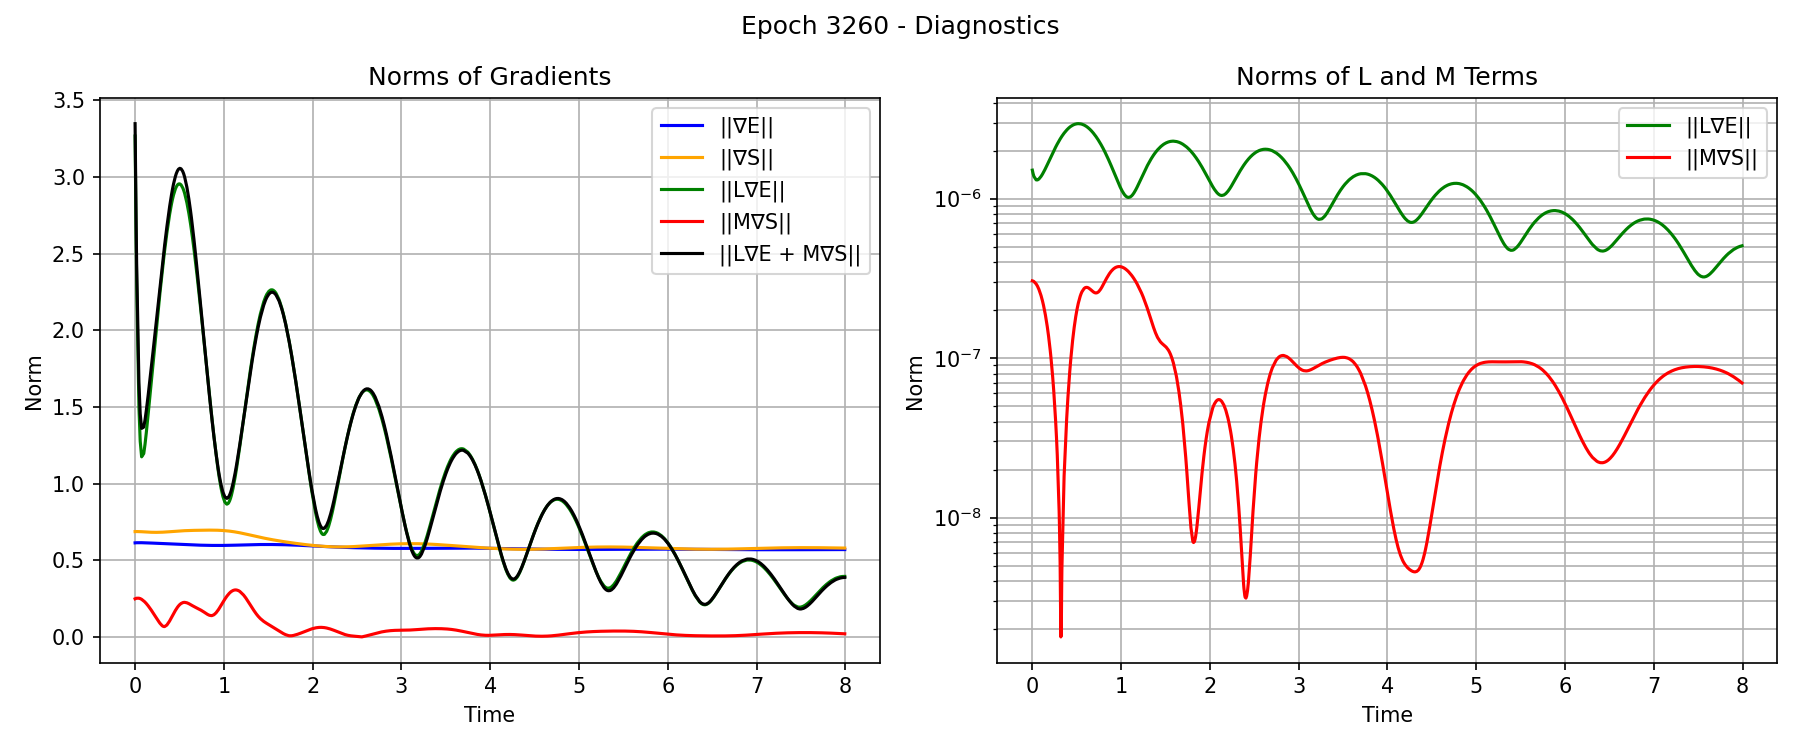 Epoch 3260 - Diagnostics
Norms of Gradients
3.5
3.0
2.5
2.0
1.5
1.0
0.5
0.0
Norm
0 1 2 3 4 5 6 7 8
Time
||∇E||
||∇S||
||L∇E||
||M∇S||
||L∇E + M∇S||
Norms of L and M Terms
10⁻⁶
10⁻⁷
10⁻⁸
Norm
0 1 2 3 4 5 6 7 8
Time
||L∇E||
||M∇S||